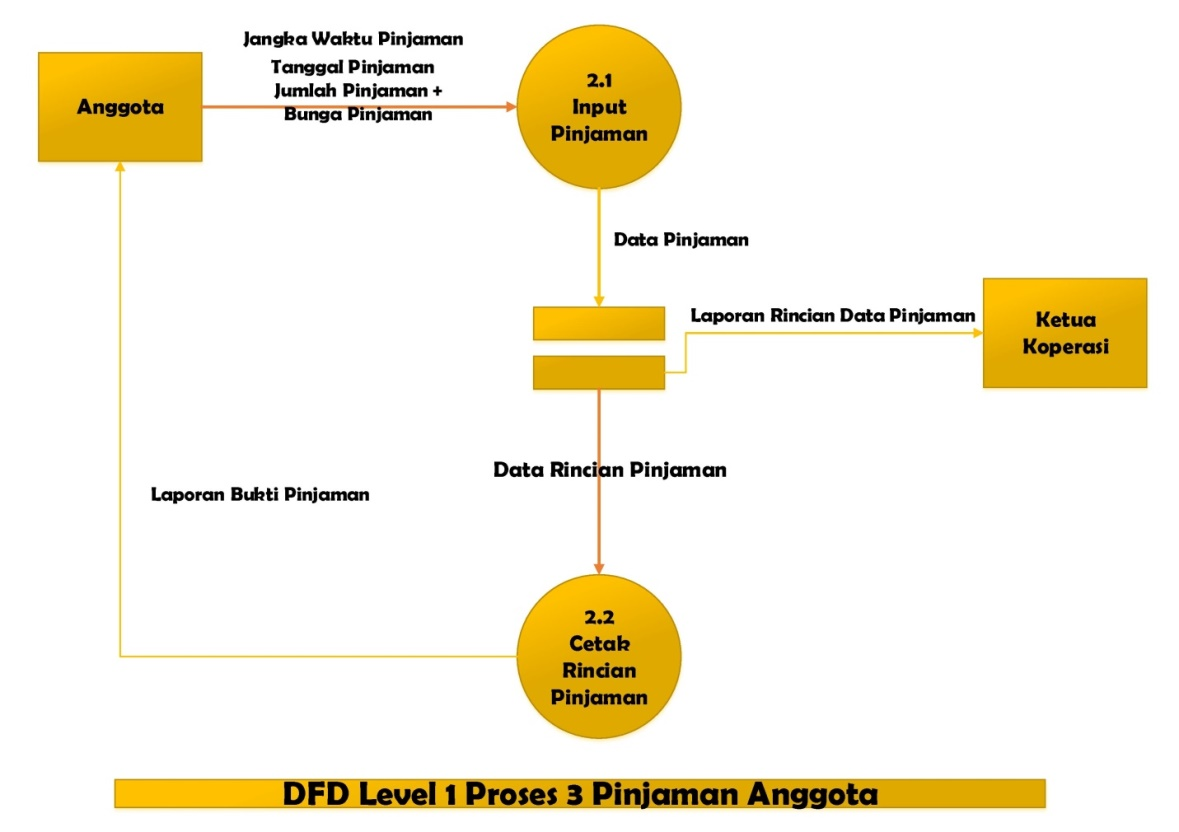 Jangka Waktu Pinjaman
Tanggal Pinjaman
Jumlah Pinjaman +
Bunga Pinjaman
Anggota
2.1
Input
Pinjaman
Data Pinjaman
Laporan Rincian Data Pinjaman
Ketua
Koperasi
Data Rincian Pinjaman
Laporan Bukti Pinjaman
2.2
Cetak
Rincian
Pinjaman
DFD Level 1 Proses 3 Pinjaman Anggota